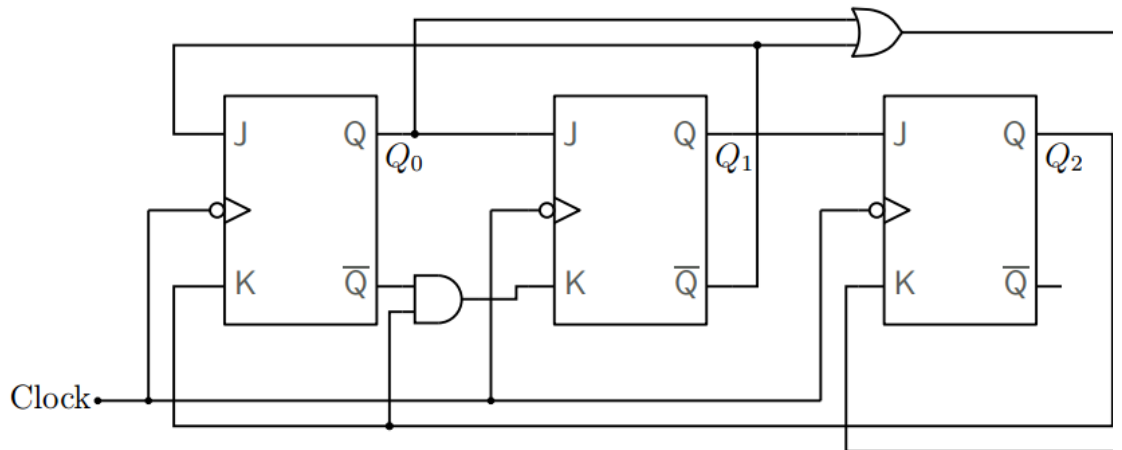 J Q J Q J Q
Q₀ Q₁ Q₂
K Q̅ K Q̅ K Q̅
Clock